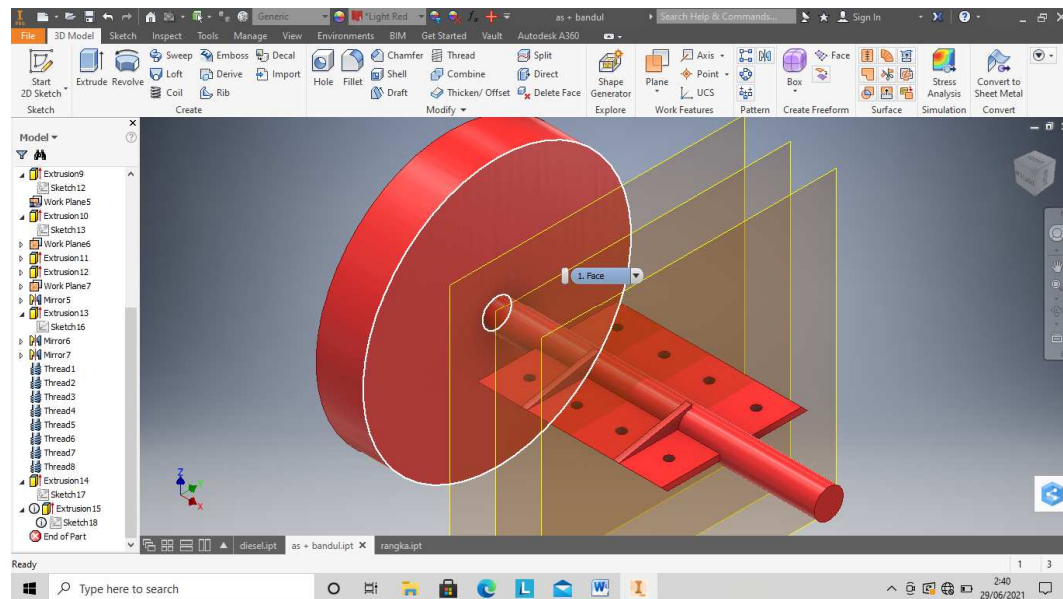 PRO
Generic
*Light Red
as + bandul
Search Help & Commands...
Sign In
File 3D Model Sketch Inspect Tools Manage View Environments BIM Get Started Vault Autodesk A360
Start
2D Sketch
Extrude Revolve
Sweep Emboss Decal
Loft Derive Import
Coil Rib
Hole Fillet
Chamfer Thread
Shell Combine
Draft Thicken/ Offset
Split
Direct
Delete Face
Shape
Generator
Plane
Axis
Point
UCS
Box
Face
Stress
Analysis
Convert to
Sheet Metal
Sketch Create Modify Explore Work Features Pattern Create Freeform Surface Simulation Convert
Model
Extrusion9
Sketch12
Work Plane5
Extrusion10
Sketch13
Work Plane6
Extrusion11
Extrusion12
Work Plane7
Mirror5
Extrusion13
Sketch16
Mirror6
Mirror7
Thread1
Thread2
Thread3
Thread4
Thread5
Thread6
Thread7
Thread8
Extrusion14
Sketch17
Extrusion15
Sketch18
End of Part
1. Face
Z
Y
X
diesel.ipt as + bandul.ipt X rangka.ipt
Ready
1 3
Type here to search
2:40
29/06/2021